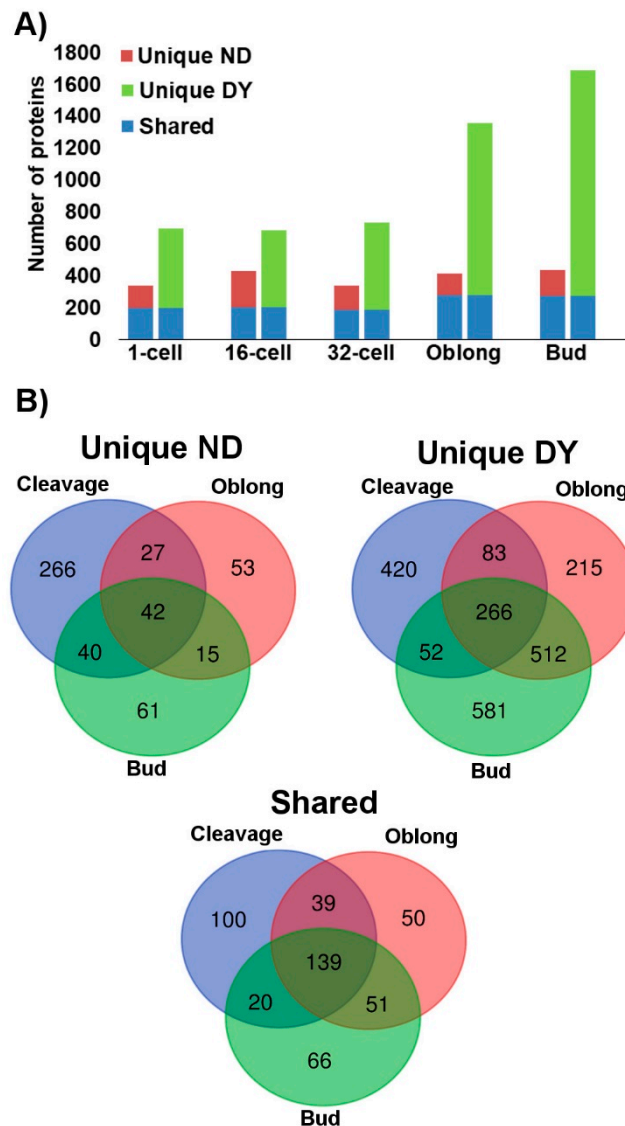 A)
Number of proteins
1800
1600
1400
1200
1000
800
600
400
200
0
Unique ND
Unique DY
Shared
1-cell 16-cell 32-cell Oblong Bud
B)
Unique ND
Cleavage Oblong
266 27 53
42
40 15
61
Bud
Unique DY
Cleavage Oblong
420 83 215
266
52 512
581
Bud
Shared
Cleavage Oblong
100 39 50
139
20 51
66
Bud